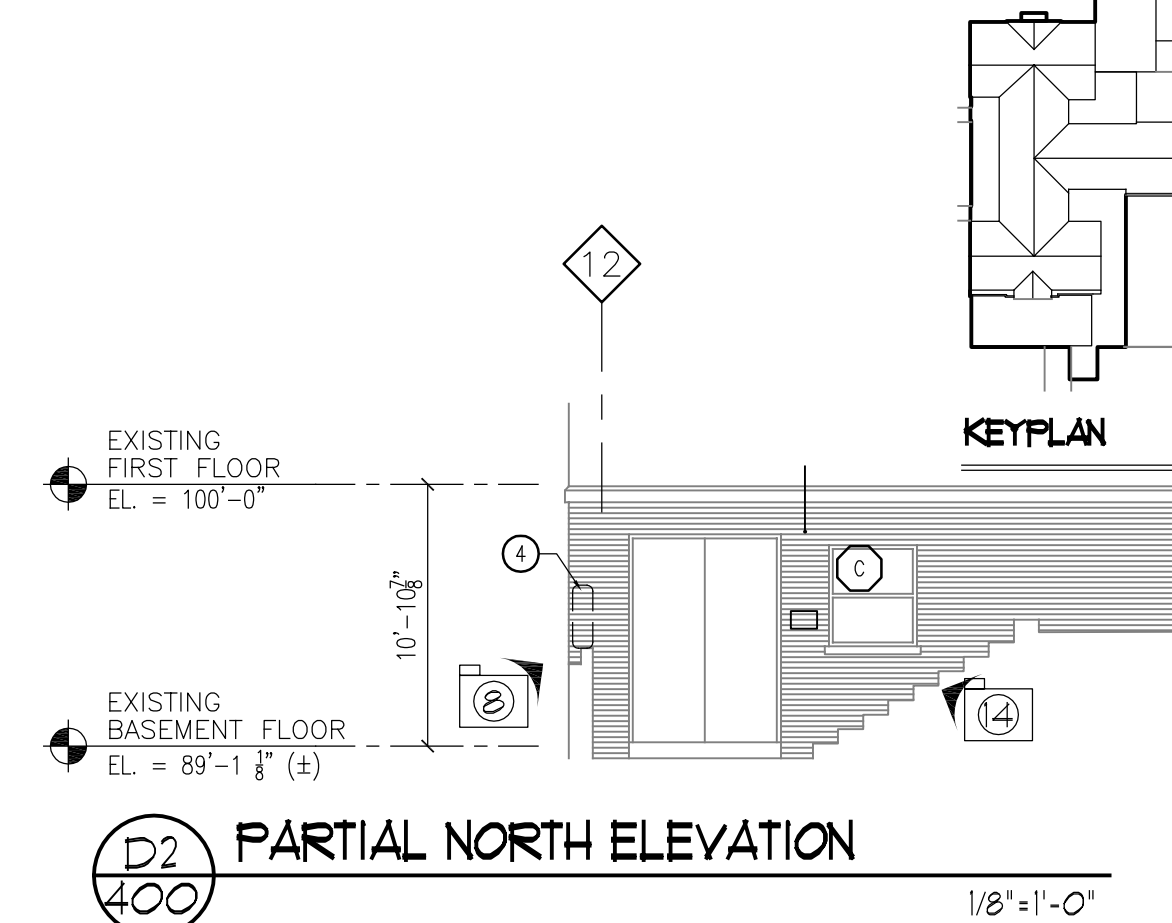 12
KEYPLAN
EXISTING
FIRST FLOOR
EL. = 100'-0"
4
C
10'-10⅞"
8
14
EXISTING
BASEMENT FLOOR
EL. = 89'-1 ⅛" (±)
D2
400
PARTIAL NORTH ELEVATION
1/8"=1'-0"